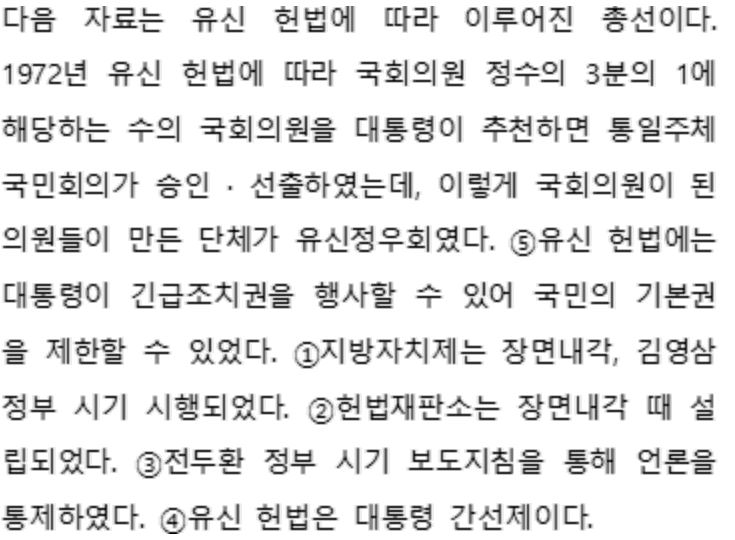 다음 자료는 유신 헌법에 따라 이루어진 총선이다.
1972년 유신 헌법에 따라 국회의원 정수의 3분의 1에
해당하는 수의 국회의원을 대통령이 추천하면 통일주체
국민회의가 승인 · 선출하였는데, 이렇게 국회의원이 된
의원들이 만든 단체가 유신정우회였다. ⑤유신 헌법에는
대통령이 긴급조치권을 행사할 수 있어 국민의 기본권
을 제한할 수 있었다. ①지방자치제는 장면내각, 김영삼
정부 시기 시행되었다. ②헌법재판소는 장면내각 때 설
립되었다. ③전두환 정부 시기 보도지침을 통해 언론을
통제하였다. ④유신 헌법은 대통령 간선제이다.